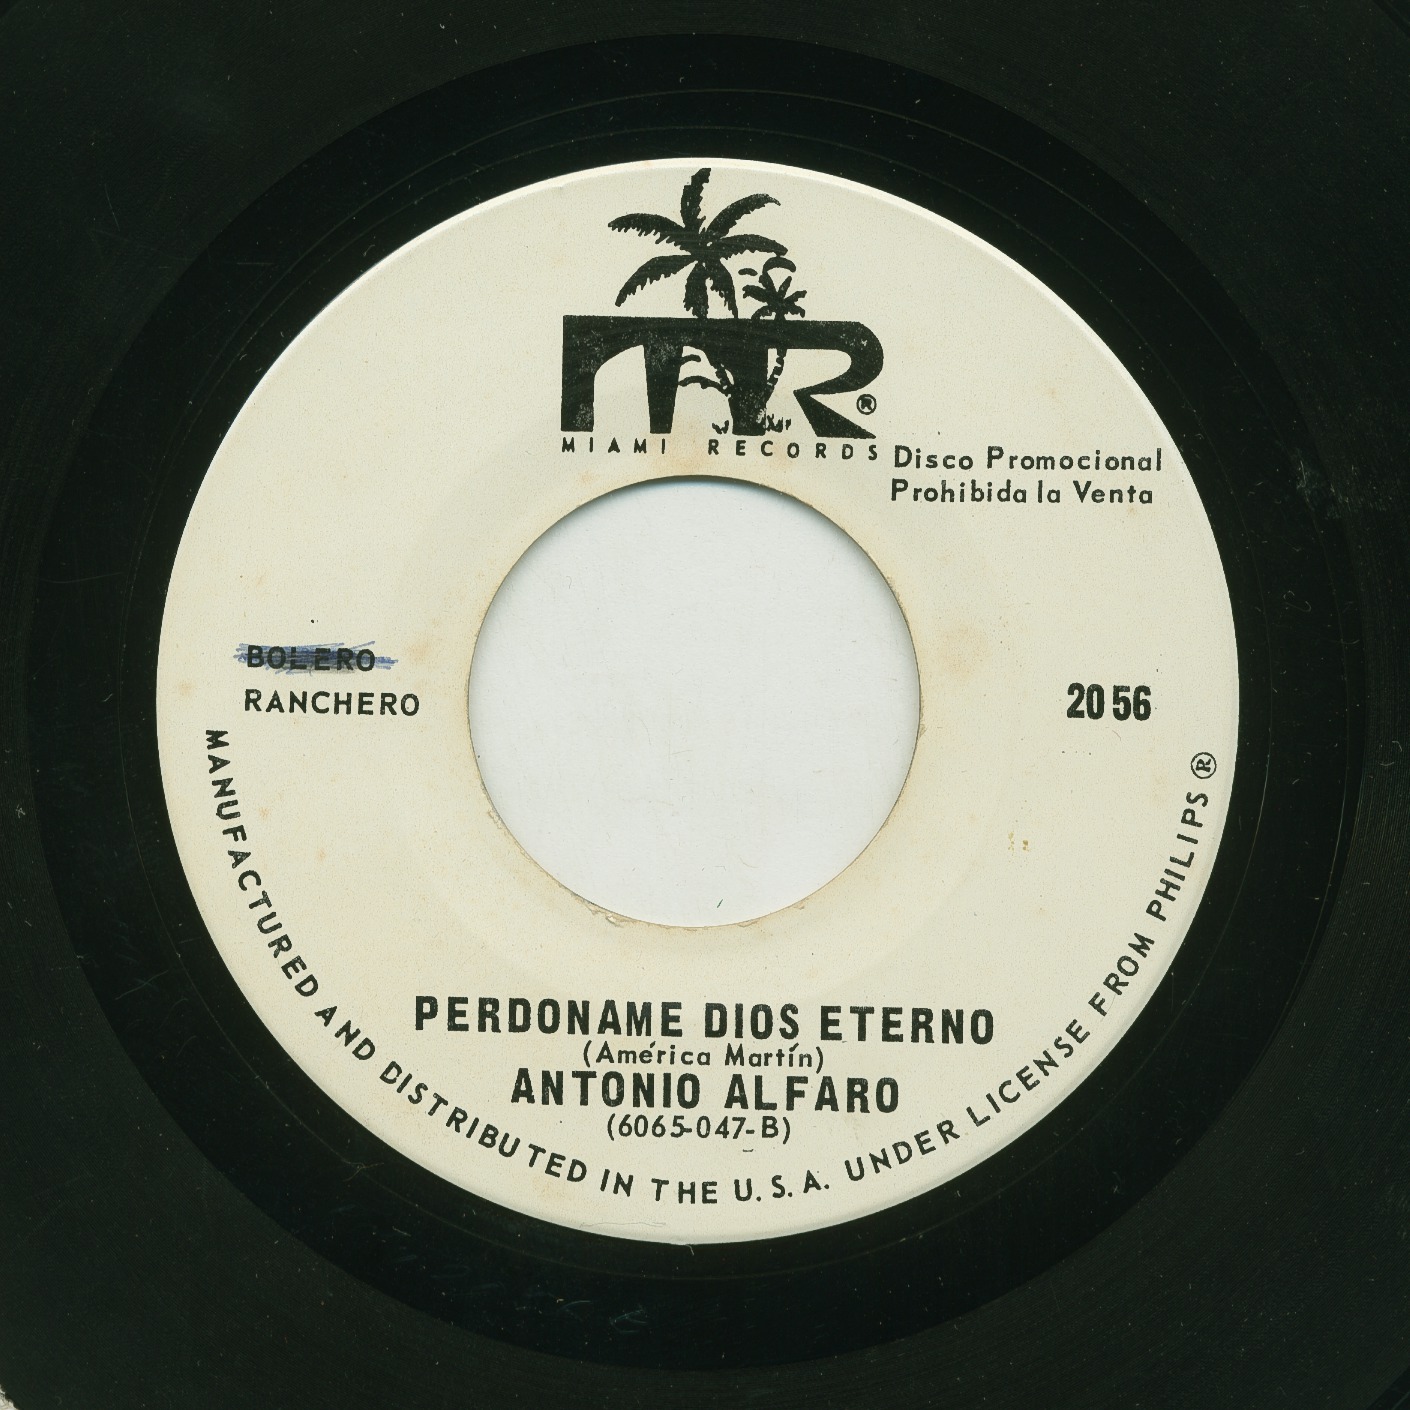 MR®
MIAMI RECORDS
Disco Promocional
Prohibida la Venta
BOLERO
RANCHERO
2056
PERDONAME DIOS ETERNO
(América Martín)
ANTONIO ALFARO
(6065-047-B)
MANUFACTURED AND DISTRIBUTED IN THE U.S.A. UNDER LICENSE FROM PHILIPS ®